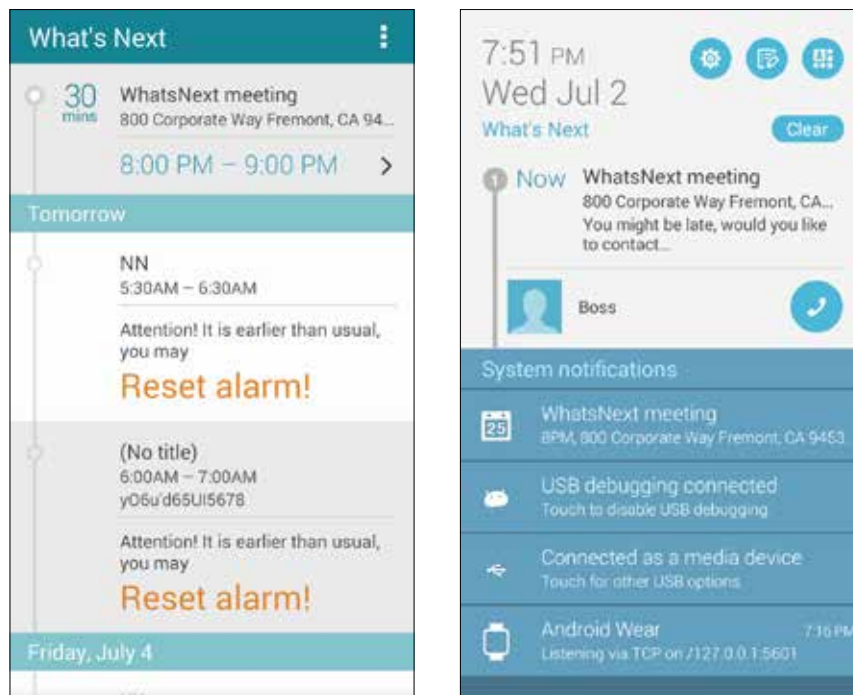 What's Next
30
mins
WhatsNext meeting
800 Corporate Way Fremont, CA 94...
8:00 PM – 9:00 PM
Tomorrow
NN
5:30AM – 6:30AM
Attention! It is earlier than usual,
you may
Reset alarm!
(No title)
6:00AM – 7:00AM
yO6u'd65UI5678
Attention! It is earlier than usual,
you may
Reset alarm!
Friday, July 4
7:51 PM
Wed Jul 2
What's Next
Clear
1
Now
WhatsNext meeting
800 Corporate Way Fremont, CA...
You might be late, would you like
to contact...
Boss
System notifications
25
WhatsNext meeting
8PM, 800 Corporate Way Fremont, CA 9453
USB debugging connected
Touch to disable USB debugging
Connected as a media device
Touch for other USB options
Android Wear
7:16 PM
Listening via TCP on /127.0.0.1:5601